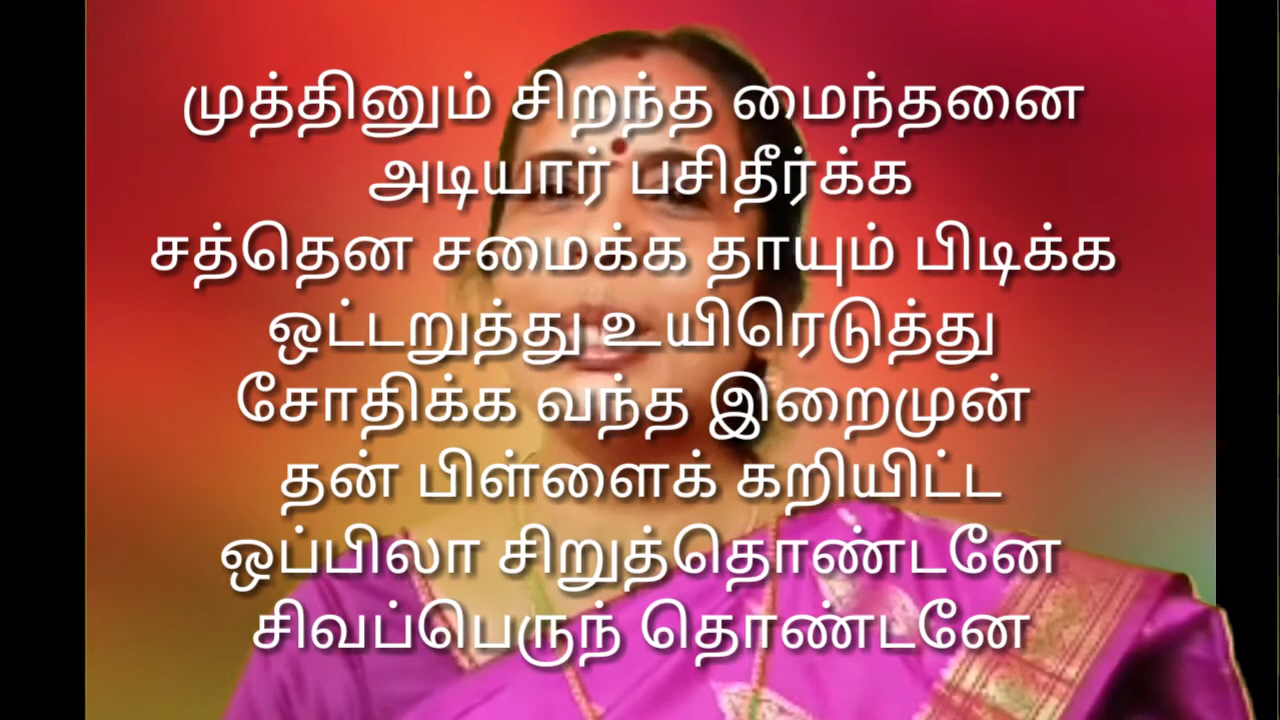 முத்தினும் சிறந்த மைந்தனை
அடியார் பசிதீர்க்க
சத்தென சமைக்க தாயும் பிடிக்க
ஒட்டறுத்து உயிரெடுத்து
சோதிக்க வந்த இறைமுன்
தன் பிள்ளைக் கறியிட்ட
ஒப்பிலா சிறுத்தொண்டனே
சிவப்பெருந் தொண்டனே